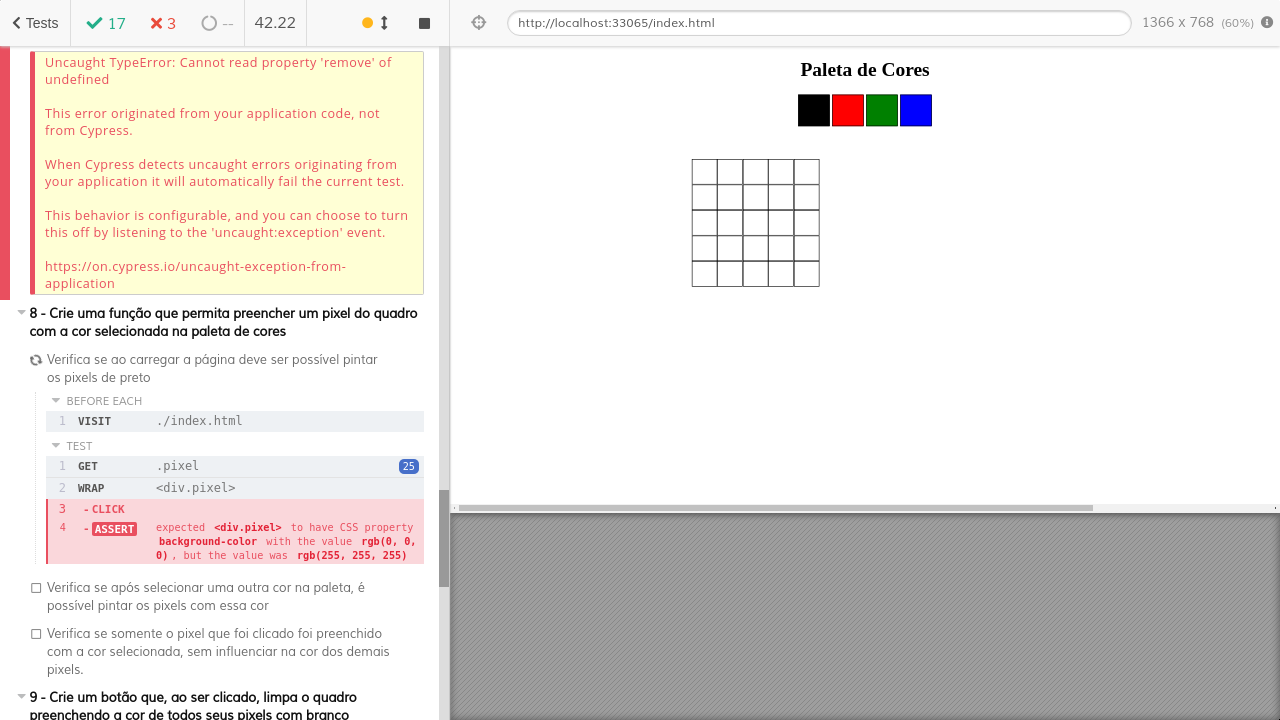 Tests 17 3 -- 42.22
http://localhost:33065/index.html 1366 x 768 (60%)
Uncaught TypeError: Cannot read property 'remove' of
undefined
This error originated from your application code, not
from Cypress.
When Cypress detects uncaught errors originating from
your application it will automatically fail the current test.
This behavior is configurable, and you can choose to turn
this off by listening to the 'uncaught:exception' event.
https://on.cypress.io/uncaught-exception-from-
application
8 - Crie uma função que permita preencher um pixel do quadro
com a cor selecionada na paleta de cores
Verifica se ao carregar a página deve ser possível pintar
os pixels de preto
BEFORE EACH
1 VISIT ./index.html
TEST
1 GET .pixel 25
2 WRAP <div.pixel>
3 - CLICK
4 - ASSERT expected <div.pixel> to have CSS property
background-color with the value rgb(0, 0,
0) , but the value was rgb(255, 255, 255)
Verifica se após selecionar uma outra cor na paleta, é
possível pintar os pixels com essa cor
Verifica se somente o pixel que foi clicado foi preenchido
com a cor selecionada, sem influenciar na cor dos demais
pixels.
9 - Crie um botão que, ao ser clicado, limpa o quadro
preenchendo a cor de todos seus pixels com branco
Paleta de Cores